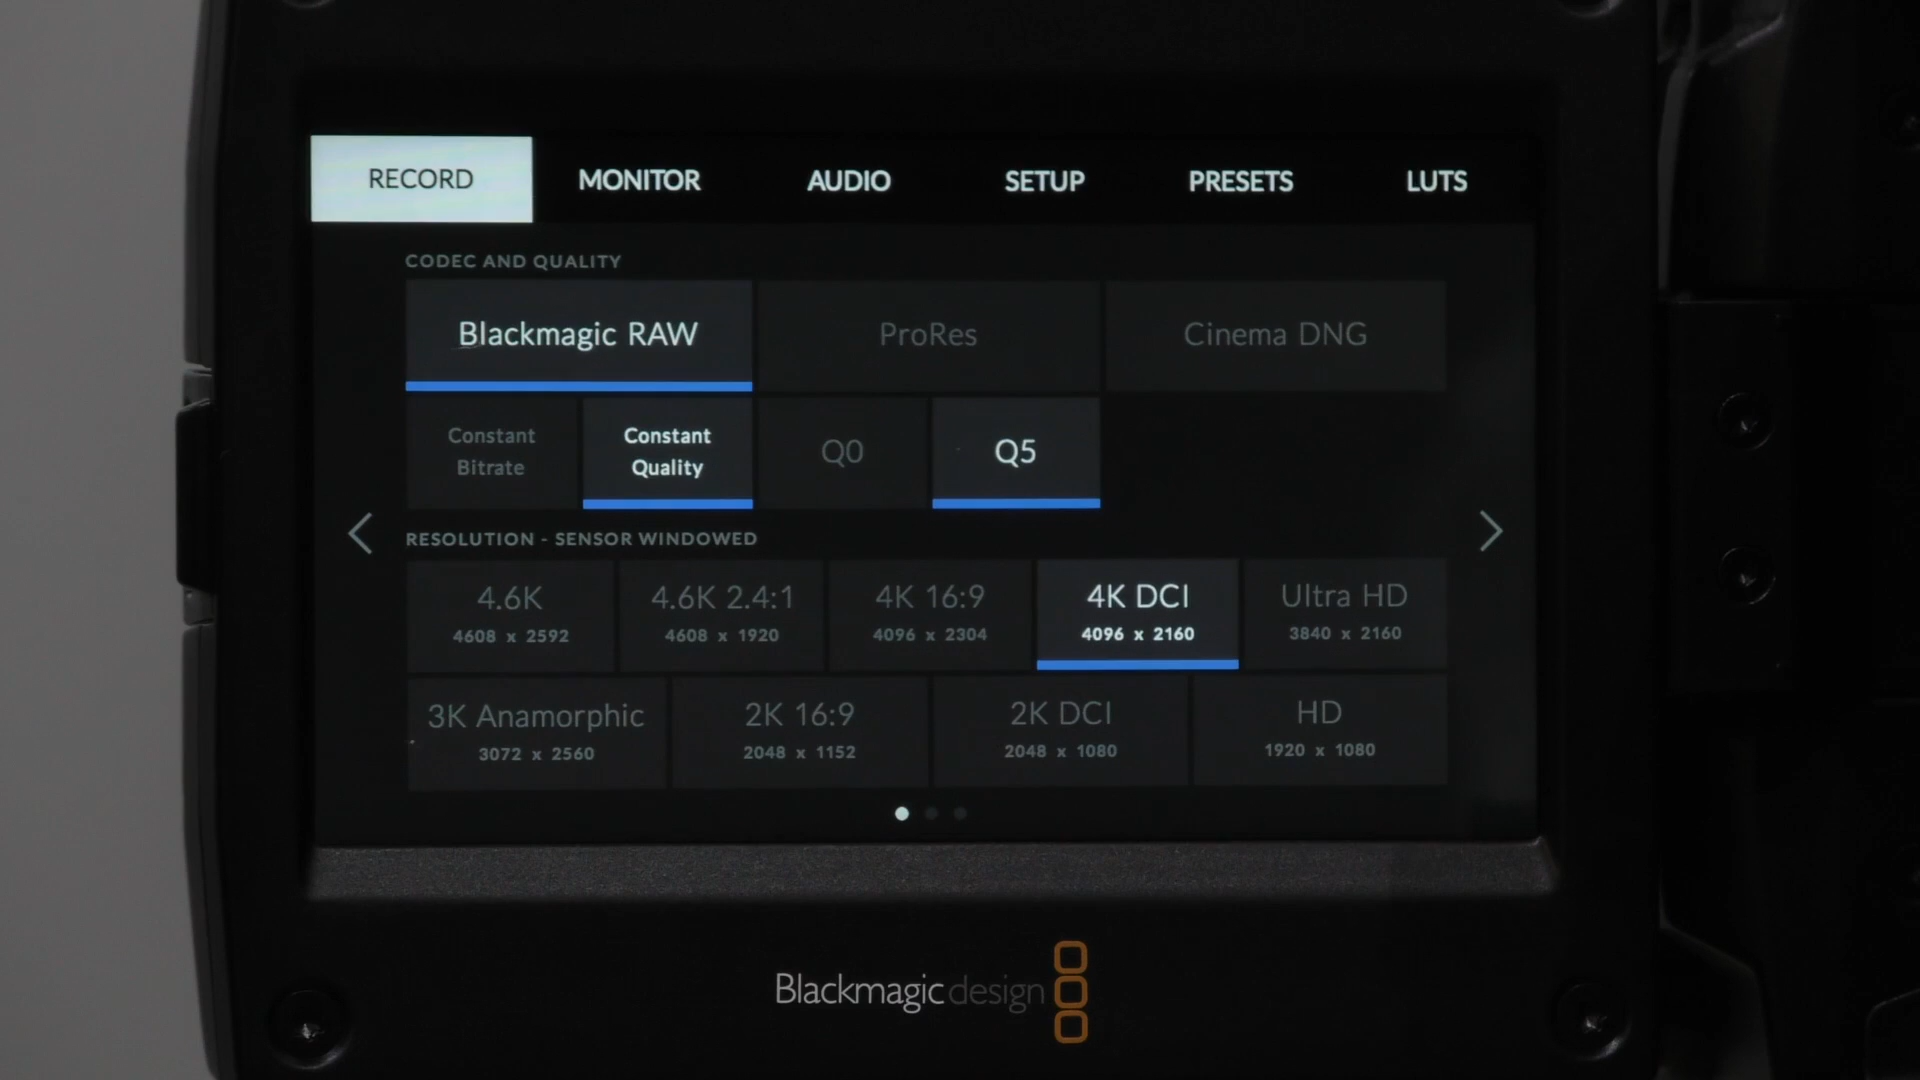 RECORD MONITOR AUDIO SETUP PRESETS LUTS
CODEC AND QUALITY
Blackmagic RAW ProRes Cinema DNG
Constant Bitrate Constant Quality Q0 Q5
RESOLUTION - SENSOR WINDOWED
4.6K 4.6K 2.4:1 4K 16:9 4K DCI Ultra HD
4608 x 2592 4608 x 1920 4096 x 2304 4096 x 2160 3840 x 2160
3K Anamorphic 2K 16:9 2K DCI HD
3072 x 2560 2048 x 1152 2048 x 1080 1920 x 1080
Blackmagicdesign